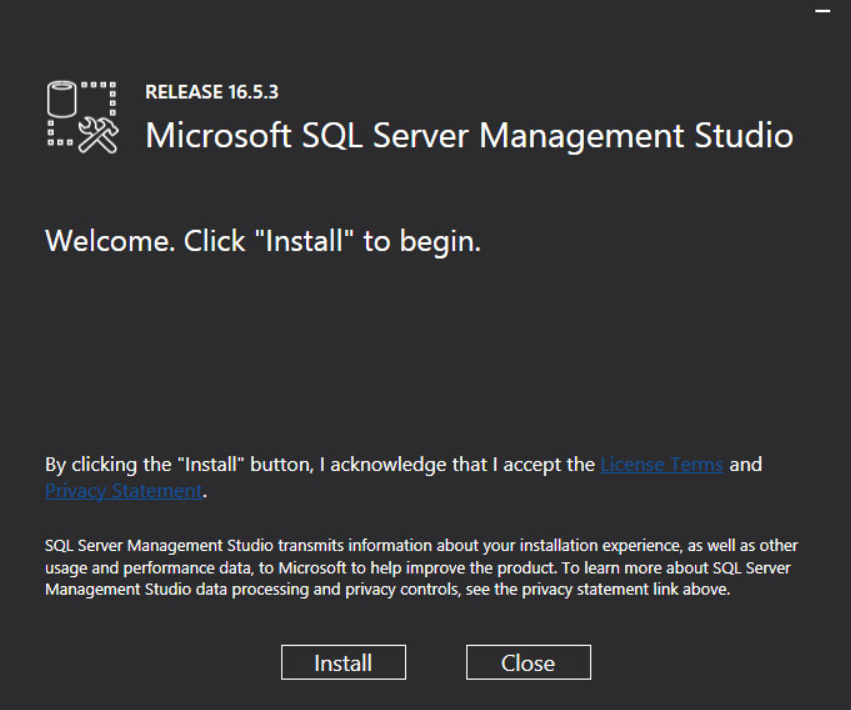 RELEASE 16.5.3
Microsoft SQL Server Management Studio
Welcome. Click "Install" to begin.
By clicking the "Install" button, I acknowledge that I accept the License Terms and
Privacy Statement.
SQL Server Management Studio transmits information about your installation experience, as well as other
usage and performance data, to Microsoft to help improve the product. To learn more about SQL Server
Management Studio data processing and privacy controls, see the privacy statement link above.
Install
Close